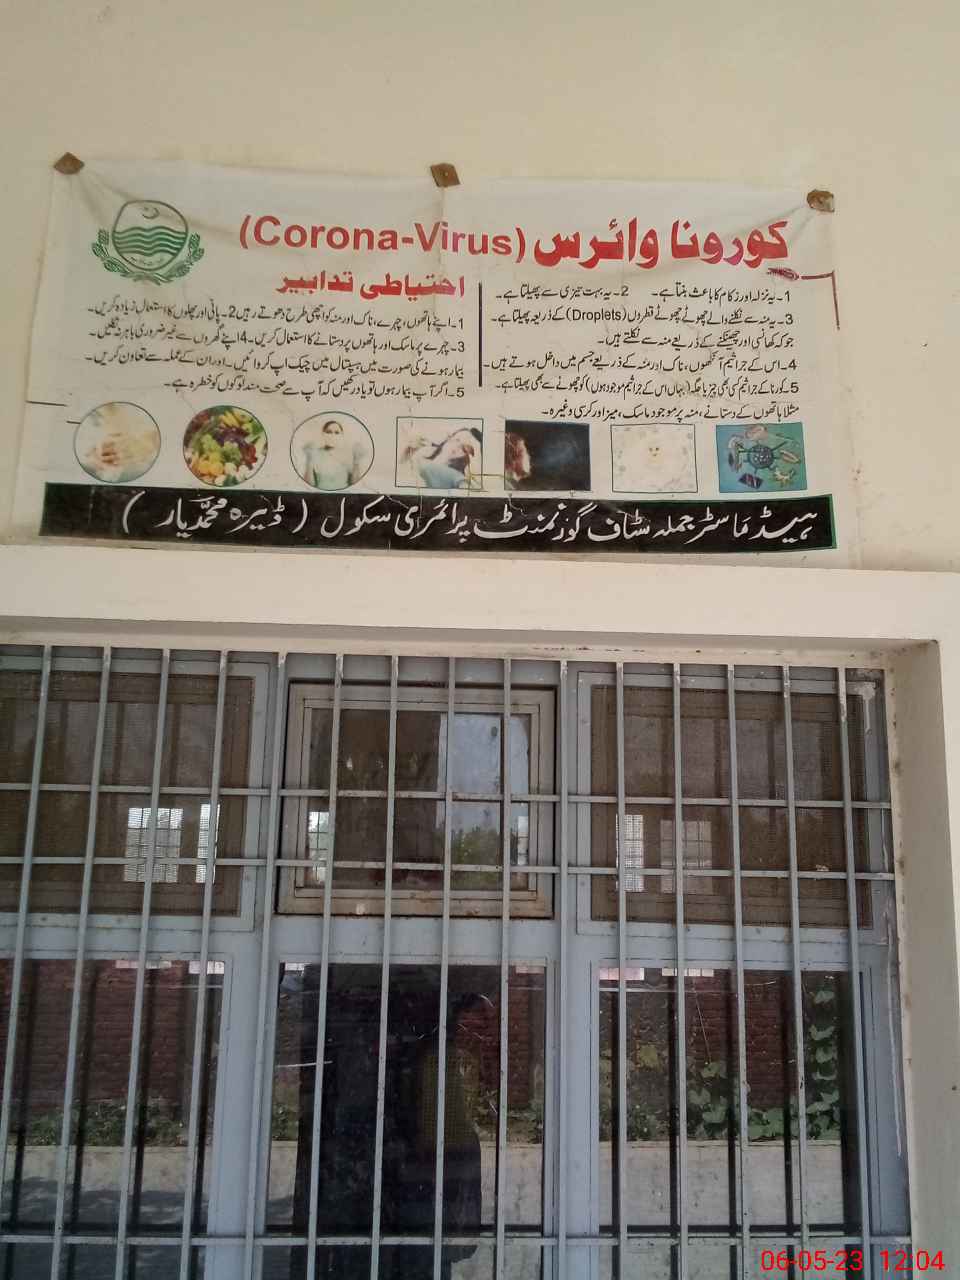 کورونا وائرس (Corona-Virus)
1۔ یہ نزلہ اور زکام کا باعث بنتا ہے۔ 2۔ یہ بہت تیزی سے پھیلتا ہے۔
3۔ یہ منہ سے نکلنے والے چھوٹے چھوٹے قطروں (Droplets) کے ذریعہ پھیلتا ہے۔
جو کہ کھانسی اور چھینکنے کے ذریعے منہ سے نکلتے ہیں۔
4۔ اس کے جراثیم آنکھوں، ناک اور منہ کے ذریعے جسم میں داخل ہوتے ہیں۔
5 کورنا کے جراثیم کسی بھی چیز یا جگہ (جہاں اس کے جراثیم موجود ہوں) کو چھونے سے بھی پھیلتا ہے۔
مثلاً ہاتھوں کے دستانے، منہ پر موجود ماسک، میز اور کرسی وغیرہ۔
احتیاطی تدابیر
1۔ اپنے ہاتھوں، چہرے، ناک اور منہ کو اچھی طرح دھوتے رہیں 2۔ پانی اور پھلوں کا استعمال زیادہ کریں۔
3۔ چہرے پر ماسک اور ہاتھوں پر دستانے کا استعمال کریں۔ 4 اپنے گھروں سے غیر ضروری باہر نہ نکلیں۔
بیمار ہونے کی صورت میں ہسپتال میں چیک اپ کروائیں۔ اور ان کے عملہ سے تعاون کریں۔
5۔ اگر آپ بیمار ہوں تو یاد رکھیں کہ آپ سے صحت مند لوگوں کو خطرہ ہے۔
ہیڈ ماسٹر جملہ سٹاف گورنمنٹ پرائمری سکول (ڈیرہ محمد یار)
06-05-23 12:04